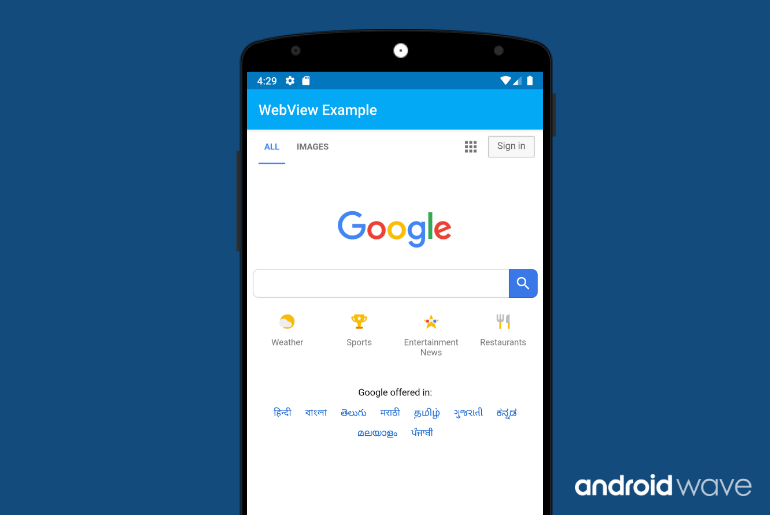 4:29
WebView Example
ALL IMAGES Sign in
Google
Weather Sports Entertainment News Restaurants
Google offered in:
हिन्दी বাংলা తెలుగు मराठी தமிழ் ગુજરાતી ಕನ್ನಡ
മലയാളം ਪੰਜਾਬੀ
androidwave